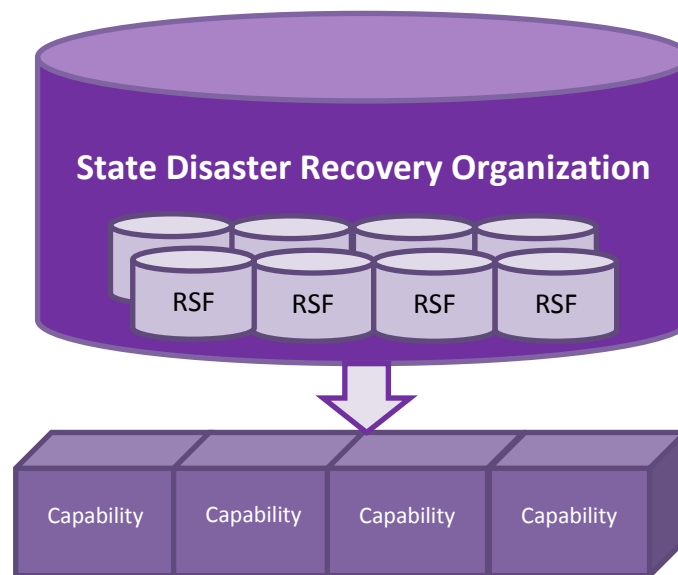 State Disaster Recovery Organization
RSF RSF RSF RSF
Capability Capability Capability Capability